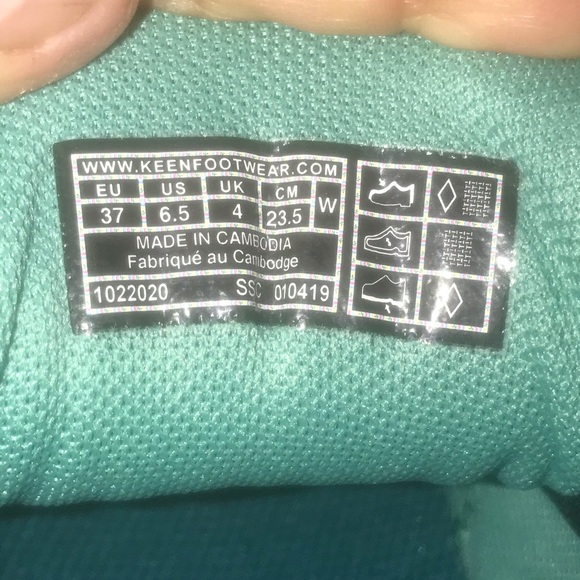 WWW.KEENFOOTWEAR.COM
EU US UK CM W
37 6.5 4 23.5
MADE IN CAMBODIA
Fabriqué au Cambodge
1022020 SSC 010419